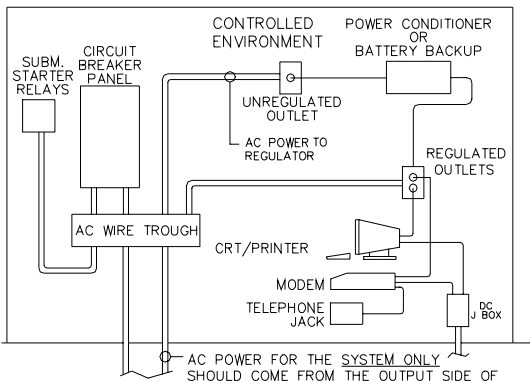 CONTROLLED
ENVIRONMENT
POWER CONDITIONER
OR
BATTERY BACKUP
SUBM.
STARTER
RELAYS
CIRCUIT
BREAKER
PANEL
UNREGULATED
OUTLET
AC POWER TO
REGULATOR
REGULATED
OUTLETS
AC WIRE TROUGH
CRT/PRINTER
MODEM
TELEPHONE
JACK
DC
J BOX
AC POWER FOR THE SYSTEM ONLY
SHOULD COME FROM THE OUTPUT SIDE OF